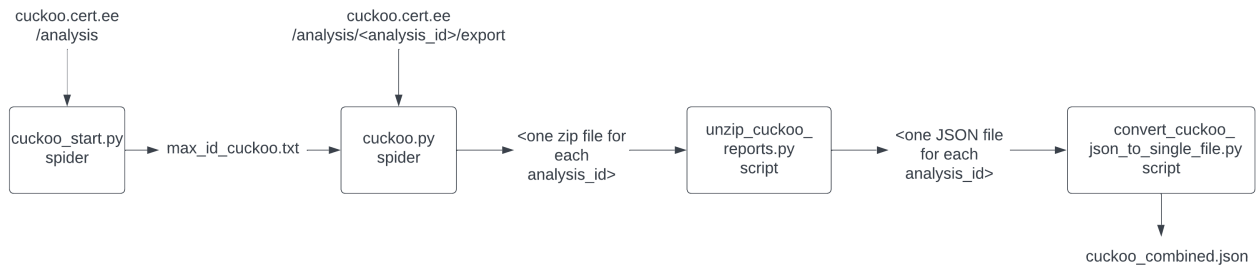 cuckoo.cert.ee
/analysis
cuckoo.cert.ee
/analysis/<analysis_id>/export
cuckoo_start.py
spider
max_id_cuckoo.txt
cuckoo.py
spider
<one zip file for
each
analysis_id>
unzip_cuckoo_
reports.py
script
<one JSON file
for each
analysis_id>
convert_cuckoo_
json_to_single_file.py
script
cuckoo_combined.json